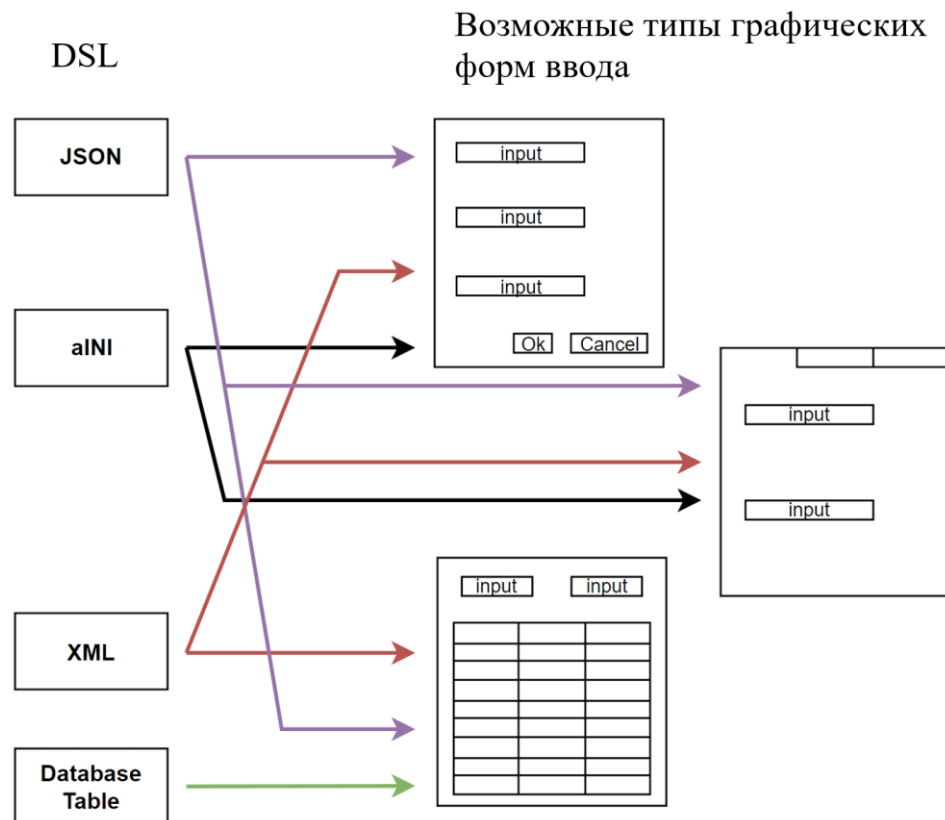 DSL
Возможные типы графических
форм ввода
JSON
aINI
XML
Database
Table
input
input
input
Ok Cancel
input
input
input input